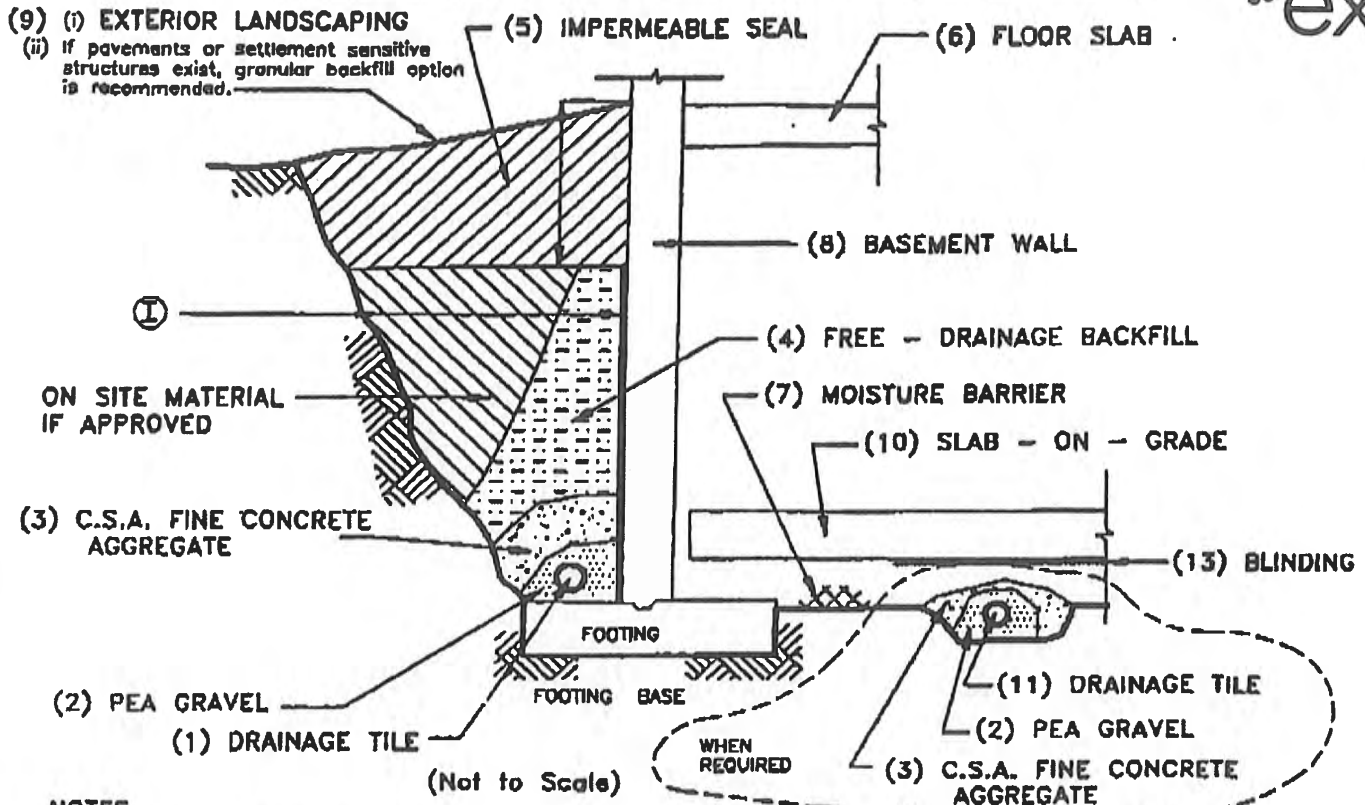 (9) (i) EXTERIOR LANDSCAPING
(ii) If pavements or settlement sensitive
structures exist, granular backfill option
is recommended.
(5) IMPERMEABLE SEAL
(6) FLOOR SLAB
(8) BASEMENT WALL
I
(4) FREE - DRAINAGE BACKFILL
ON SITE MATERIAL
IF APPROVED
(7) MOISTURE BARRIER
(10) SLAB - ON - GRADE
(3) C.S.A. FINE CONCRETE
AGGREGATE
(13) BLINDING
FOOTING
FOOTING BASE
(2) PEA GRAVEL
(1) DRAINAGE TILE
(Not to Scale)
(11) DRAINAGE TILE
(2) PEA GRAVEL
WHEN
REQUIRED
(3) C.S.A. FINE CONCRETE
AGGREGATE